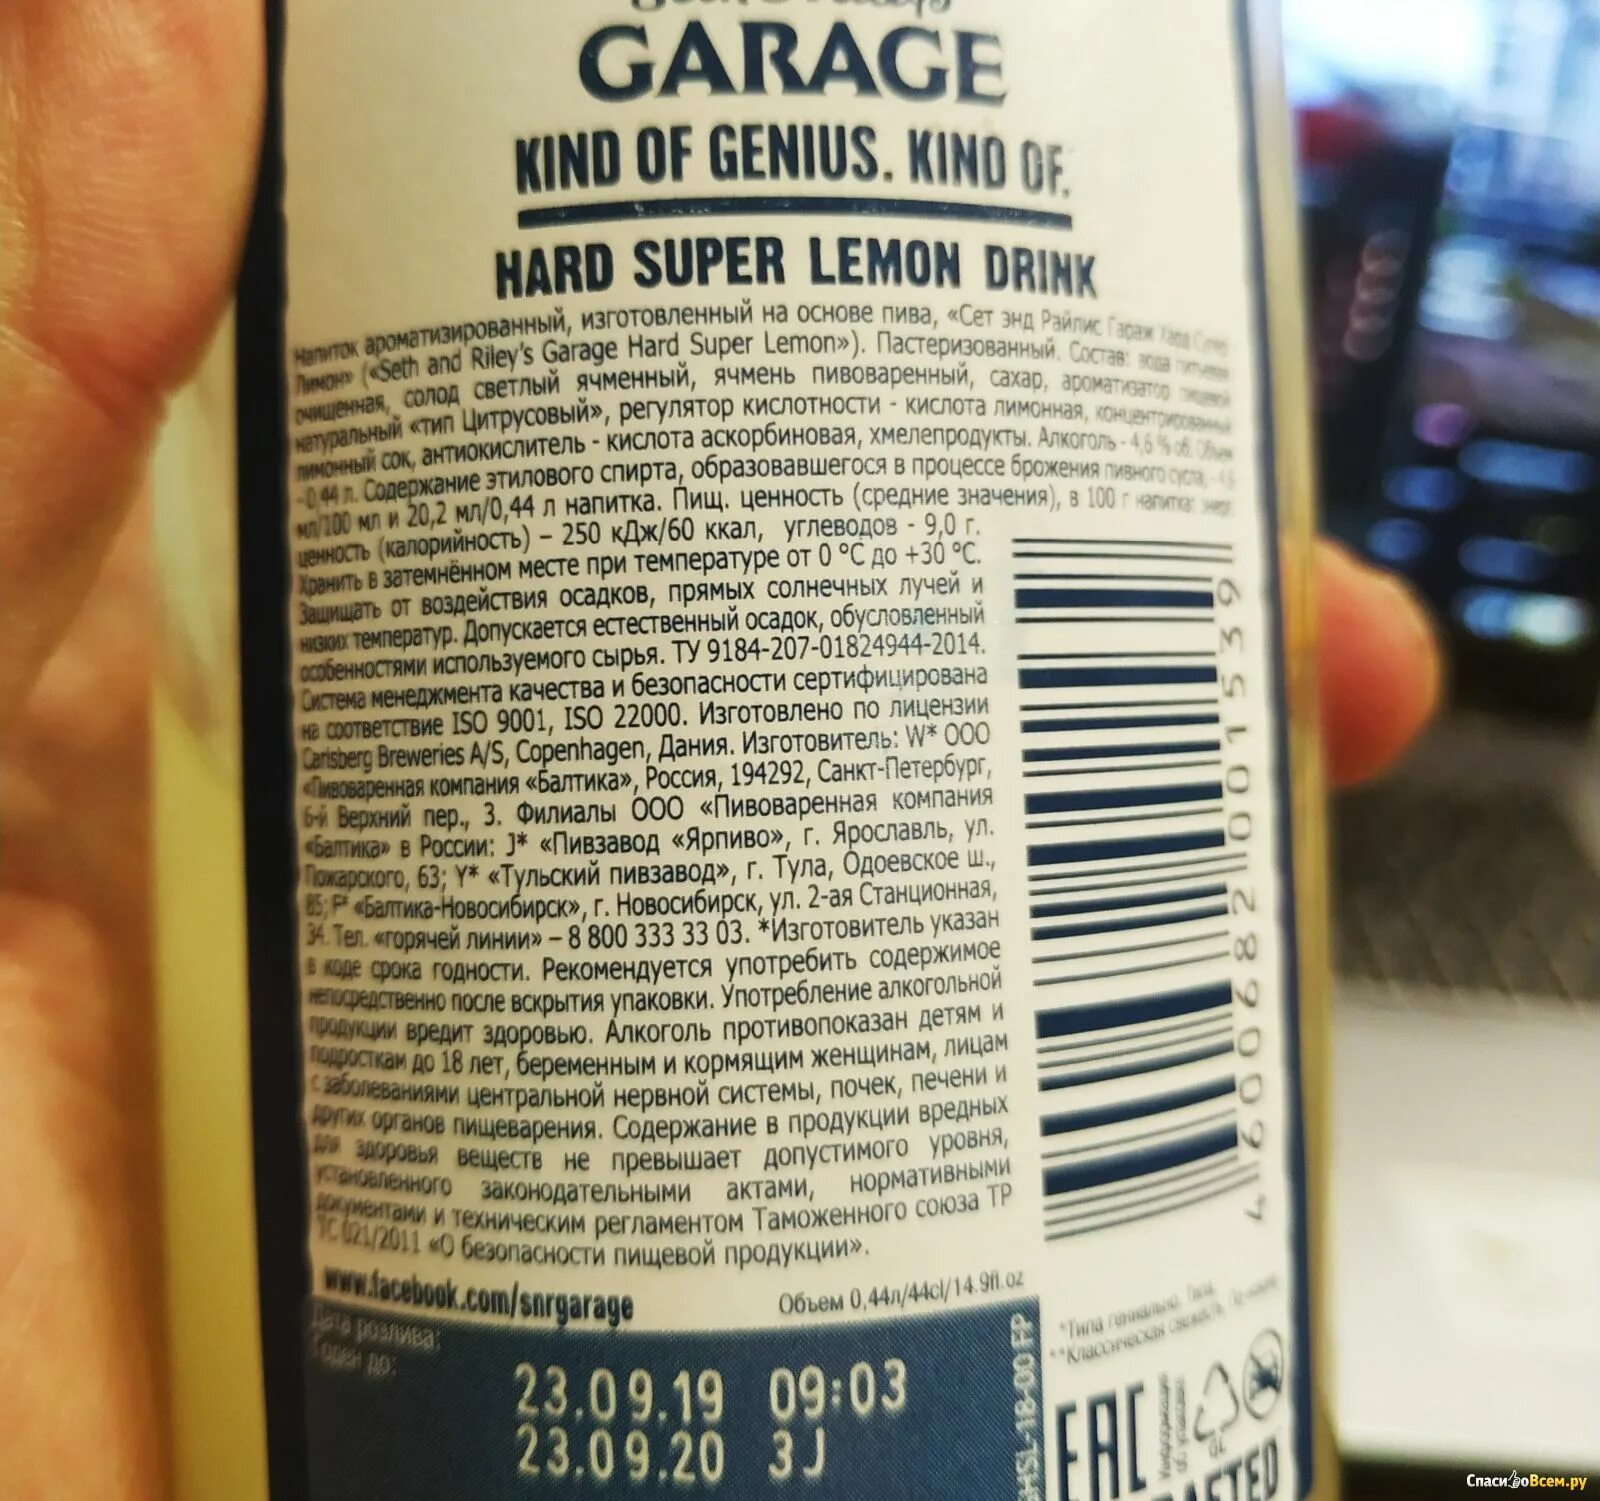 GARAGE
KIND OF GENIUS. KIND OF.
HARD SUPER LEMON DRINK
Напиток ароматизированный, изготовленный на основе пива, «Сет энд Райлис Гараж Хард Супер
Лимон» («Seth and Riley's Garage Hard Super Lemon»). Пастеризованный. Состав: вода питьевая
очищенная, солод светлый ячменный, ячмень пивоваренный, сахар, ароматизатор пищевой
натуральный «тип Цитрусовый», регулятор кислотности - кислота лимонная, концентрированный
лимонный сок, антиокислитель - кислота аскорбиновая, хмелепродукты. Алкоголь - 4,6 % об. Объем
- 0,44 л. Содержание этилового спирта, образовавшегося в процессе брожения пивного сусла, - 4,6
мл/100 мл и 20,2 мл/0,44 л напитка. Пищ. ценность (средние значения), в 100 г напитка: энерг.
ценность (калорийность) – 250 кДж/60 ккал, углеводов - 9,0 г.
Хранить в затемнённом месте при температуре от 0 °С до +30 °С.
Защищать от воздействия осадков, прямых солнечных лучей и
низких температур. Допускается естественный осадок, обусловленный
особенностями используемого сырья. ТУ 9184-207-01824944-2014.
Система менеджмента качества и безопасности сертифицирована
на соответствие ISO 9001, ISO 22000. Изготовлено по лицензии
Carlsberg Breweries A/S, Copenhagen, Дания. Изготовитель: W* ООО
«Пивоваренная компания «Балтика», Россия, 194292, Санкт-Петербург,
6-й Верхний пер., 3. Филиалы ООО «Пивоваренная компания
«Балтика» в России: J* «Пивзавод «Ярпиво», г. Ярославль, ул.
Пожарского, 63; Y* «Тульский пивзавод», г. Тула, Одоевское ш.,
85; F* «Балтика-Новосибирск», г. Новосибирск, ул. 2-ая Станционная,
34. Тел. «горячей линии» – 8 800 333 33 03. *Изготовитель указан
в коде срока годности. Рекомендуется употребить содержимое
непосредственно после вскрытия упаковки. Употребление алкогольной
продукции вредит здоровью. Алкоголь противопоказан детям и
подросткам до 18 лет, беременным и кормящим женщинам, лицам
с заболеваниями центральной нервной системы, почек, печени и
других органов пищеварения. Содержание в продукции вредных
для здоровья веществ не превышает допустимого уровня,
установленного законодательными актами, нормативными
документами и техническим регламентом Таможенного союза ТР
ТС 021/2011 «О безопасности пищевой продукции».
4600682001539
www.facebook.com/snrgarage
Объем 0,44л/44cl/14.9fl.oz
Дата розлива:
Годен до:
23.09.19 09:03
23.09.20 3J
*Типа гениально. Типа.
**Классическая свежесть.
EAC
GL
СпасибоВсем.ру